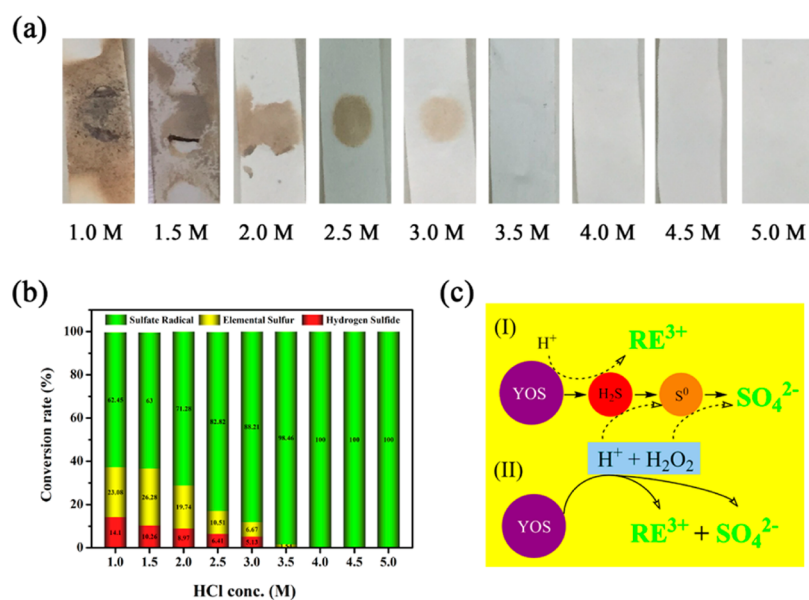 (a)
1.0 M 1.5 M 2.0 M 2.5 M 3.0 M 3.5 M 4.0 M 4.5 M 5.0 M
(b)
Sulfate Radical Elemental Sulfur Hydrogen Sulfide
Conversion rate (%)
100
80
60
40
20
0
62.45 63 71.28 82.82 88.21 98.46 100 100 100
23.08 26.28 19.74 10.51 6.67
14.1 10.26 8.97 6.41 5.13
1.0 1.5 2.0 2.5 3.0 3.5 4.0 4.5 5.0
HCl conc. (M)
(c)
(I)
H⁺ RE³⁺
YOS H₂S S⁰ SO₄²⁻
H⁺ + H₂O₂
(II)
YOS
RE³⁺ + SO₄²⁻